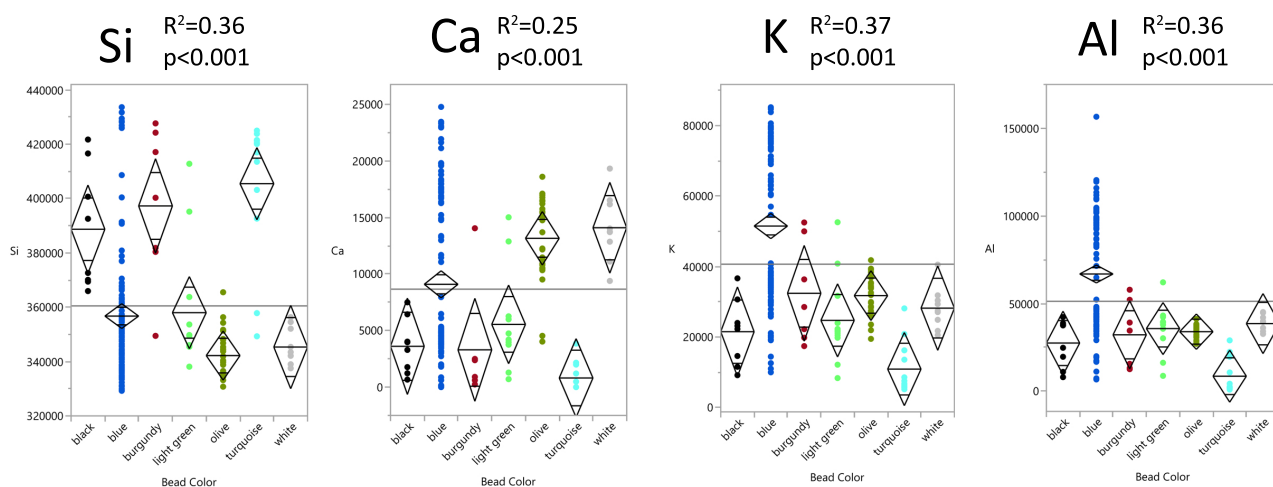 Si R²=0.36
p<0.001
Ca R²=0.25
p<0.001
K R²=0.37
p<0.001
Al R²=0.36
p<0.001
440000
420000
400000
380000
360000
340000
320000
Si
black
blue
burgundy
light green
olive
turquoise
white
Bead Color
25000
20000
15000
10000
5000
0
Ca
black
blue
burgundy
light green
olive
turquoise
white
Bead Color
80000
60000
40000
20000
0
K
black
blue
burgundy
light green
olive
turquoise
white
Bead Color
150000
100000
50000
0
Al
black
blue
burgundy
light green
olive
turquoise
white
Bead Color